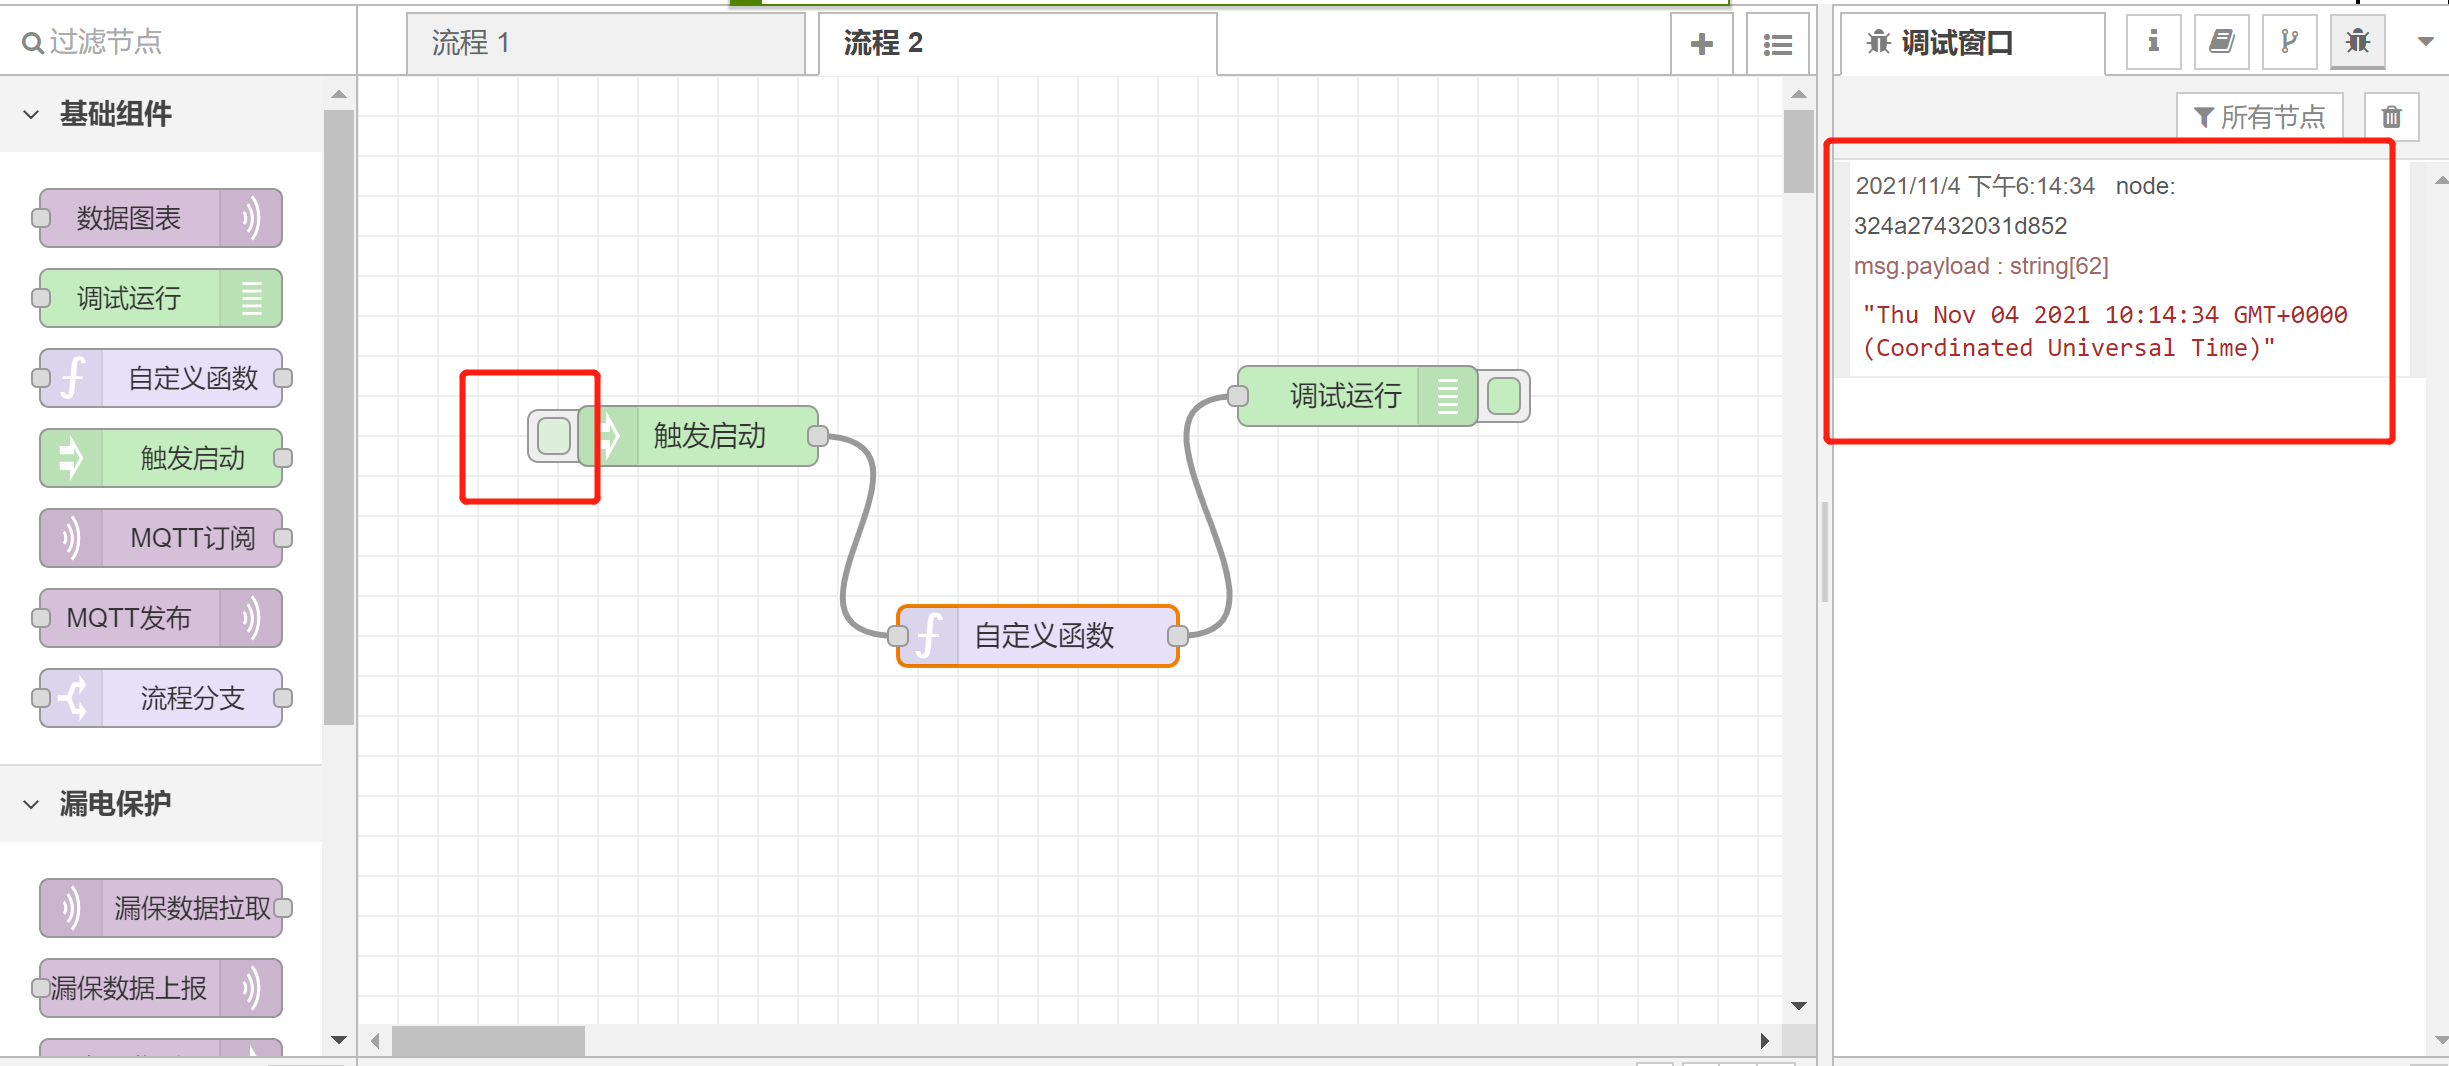 过滤节点
流程 1
流程 2
调试窗口
基础组件
数据图表
调试运行
自定义函数
触发启动
MQTT订阅
MQTT发布
流程分支
漏电保护
漏保数据拉取
漏保数据上报
触发启动
自定义函数
调试运行
所有节点
2021/11/4 下午6:14:34 node:
324a27432031d852
msg.payload : string[62]
"Thu Nov 04 2021 10:14:34 GMT+0000
(Coordinated Universal Time)"